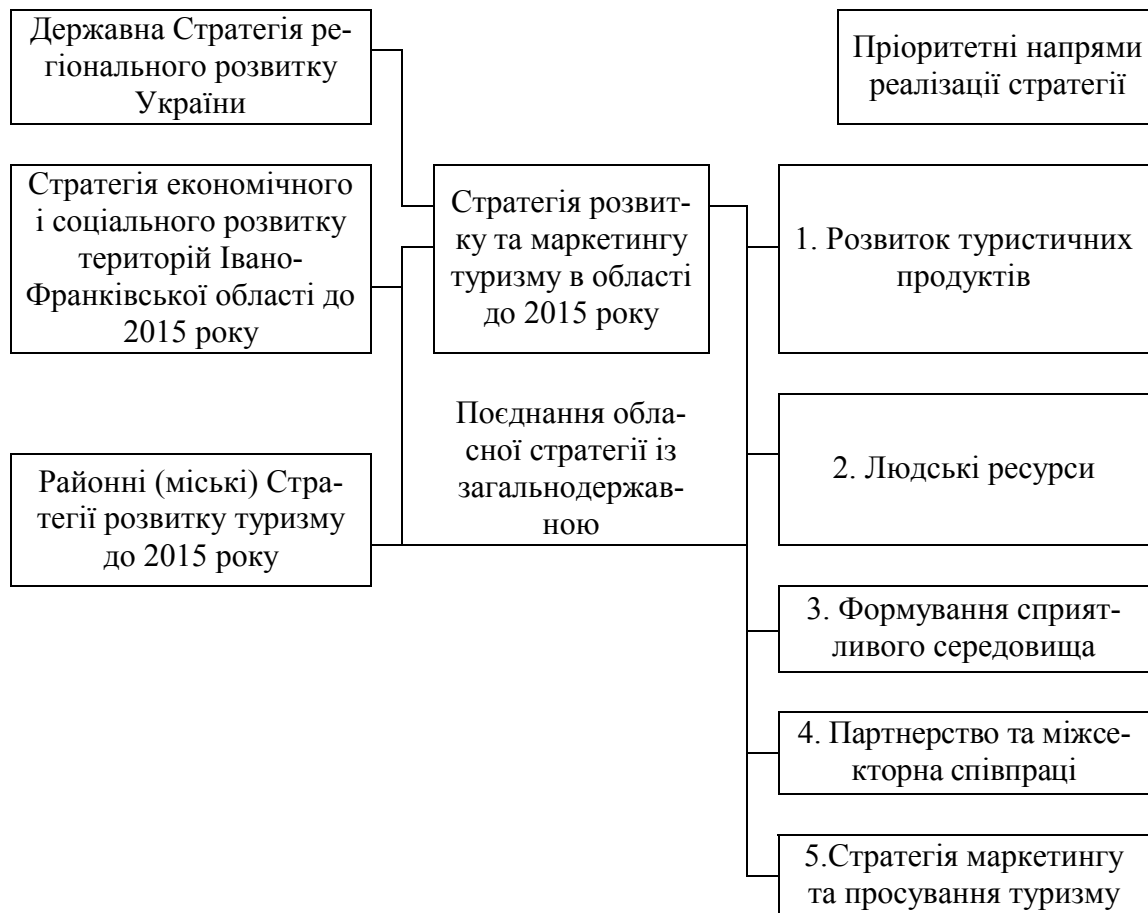 Державна Стратегія ре-
гіонального розвитку
України
Пріоритетні напрями
реалізації стратегії
Стратегія економічного
і соціального розвитку
територій Івано-
Франківської області до
2015 року
Стратегія розвит-
ку та маркетингу
туризму в області
до 2015 року
1. Розвиток туристичних
продуктів
Поєднання обла-
сної стратегії із
загальнодержав-
ною
2. Людські ресурси
Районні (міські) Стра-
тегії розвитку туризму
до 2015 року
3. Формування сприят-
ливого середовища
4. Партнерство та міжсе-
кторна співпраці
5.Стратегія маркетингу
та просування туризму